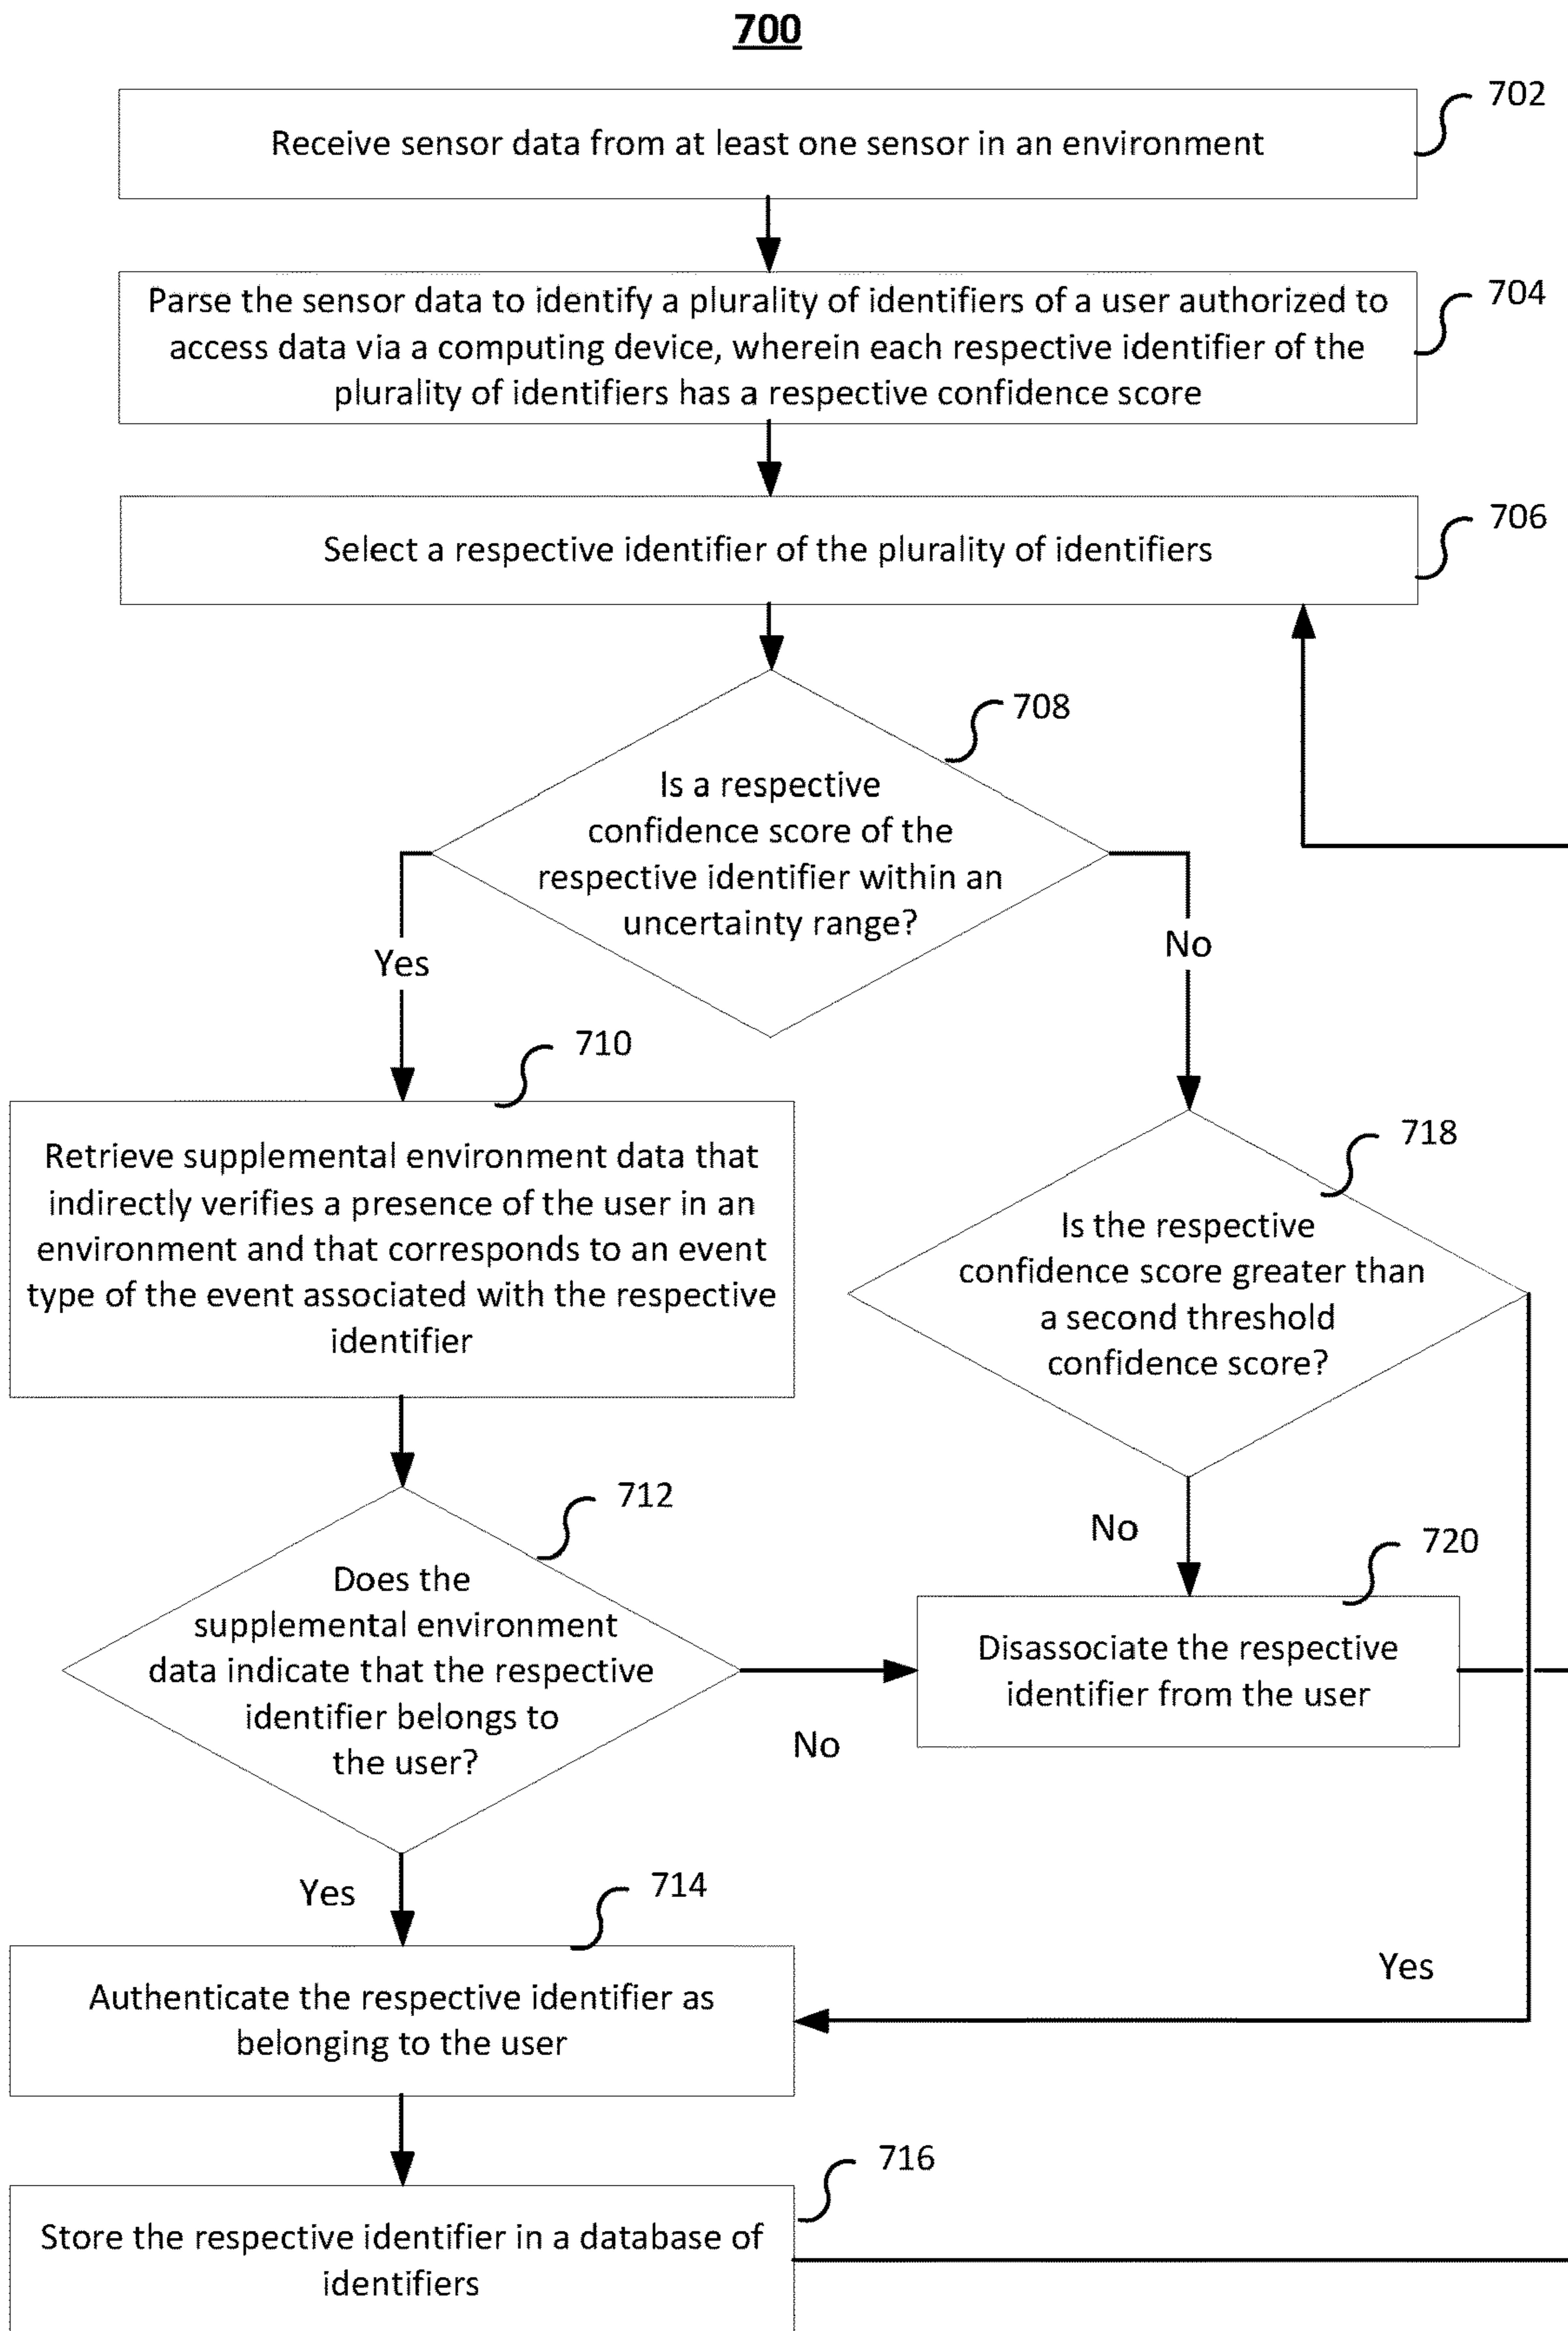 700
702
Receive sensor data from at least one sensor in an environment
704
Parse the sensor data to identify a plurality of identifiers of a user authorized to
access data via a computing device, wherein each respective identifier of the
plurality of identifiers has a respective confidence score
706
Select a respective identifier of the plurality of identifiers
708
Is a respective
confidence score of the
respective identifier within an
uncertainty range?
Yes
No
710
Retrieve supplemental environment data that
indirectly verifies a presence of the user in an
environment and that corresponds to an event
type of the event associated with the respective
identifier
718
Is the respective
confidence score greater than
a second threshold
confidence score?
No
712
Does the
supplemental environment
data indicate that the respective
identifier belongs to
the user?
No
720
Disassociate the respective
identifier from the user
Yes
714
Authenticate the respective identifier as
belonging to the user
Yes
716
Store the respective identifier in a database of
identifiers